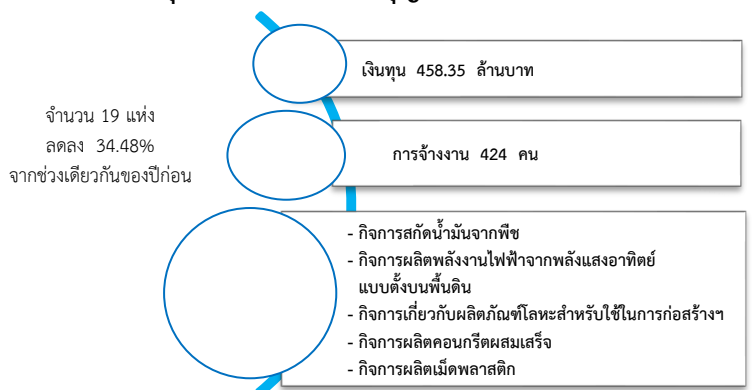 เงินทุน 458.35 ล้านบาท
จำนวน 19 แห่ง
ลดลง 34.48%
จากช่วงเดียวกันของปีก่อน
การจ้างงาน 424 คน
- กิจการสกัดน้ำมันจากพืช
- กิจการผลิตพลังงานไฟฟ้าจากพลังแสงอาทิตย์
แบบตั้งบนพื้นดิน
- กิจการเกี่ยวกับผลิตภัณฑ์โลหะสำหรับใช้ในการก่อสร้างฯ
- กิจการผลิตคอนกรีตผสมเสร็จ
- กิจการผลิตเม็ดพลาสติก